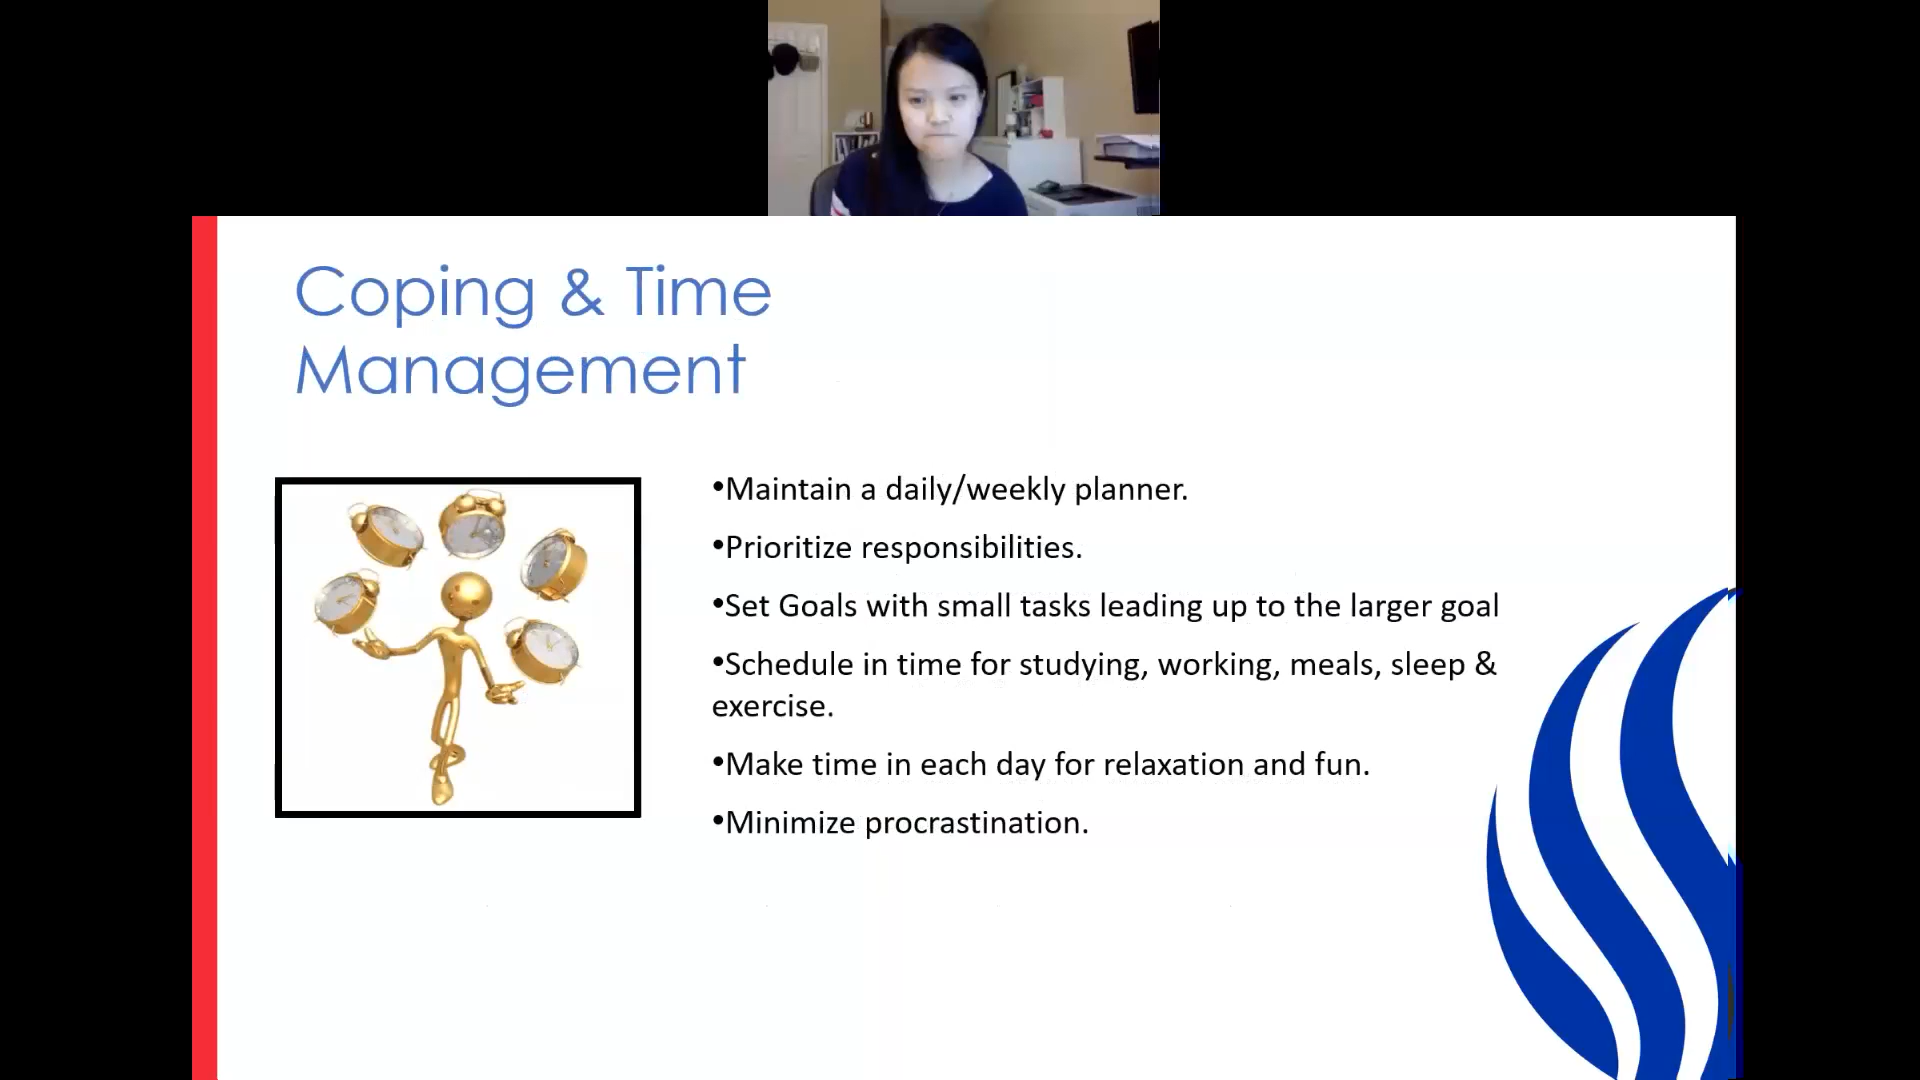 Coping & Time
Management
•Maintain a daily/weekly planner.
•Prioritize responsibilities.
•Set Goals with small tasks leading up to the larger goal
•Schedule in time for studying, working, meals, sleep &
exercise.
•Make time in each day for relaxation and fun.
•Minimize procrastination.